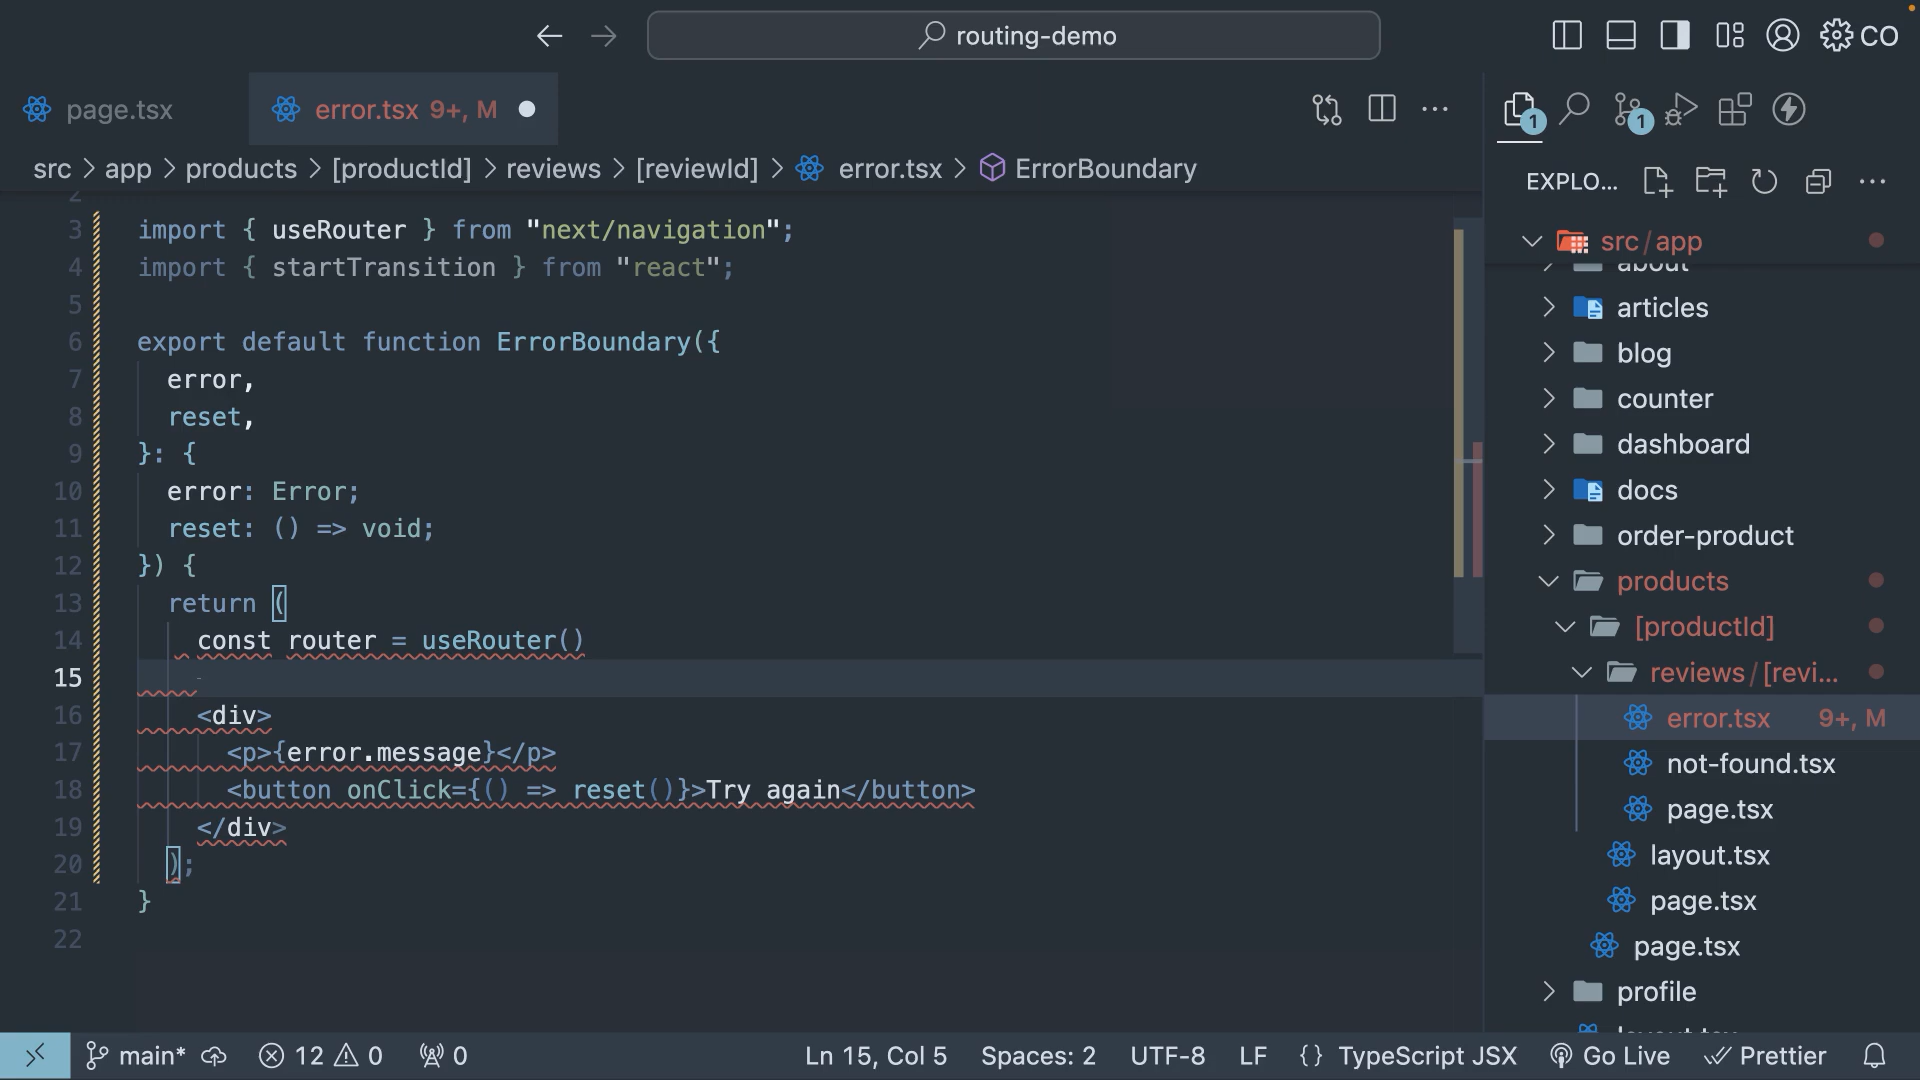 routing-demo
CO
page.tsx
error.tsx 9+, M
src > app > products > [productId] > reviews > [reviewId] > error.tsx > ErrorBoundary
2
3 import { useRouter } from "next/navigation";
4 import { startTransition } from "react";
5
6 export default function ErrorBoundary({
7 error,
8 reset,
9 }: {
10 error: Error;
11 reset: () => void;
12 }) {
13 return (
14 const router = useRouter()
15
16 <div>
17 <p>{error.message}</p>
18 <button onClick={() => reset()}>Try again</button>
19 </div>
20 );
21 }
22
1
1
EXPLO...
src/app
about
articles
blog
counter
dashboard
docs
order-product
products
[productId]
reviews/[revi...
error.tsx 9+, M
not-found.tsx
page.tsx
layout.tsx
page.tsx
page.tsx
profile
layout.tsx
main* 12 0 0 Ln 15, Col 5 Spaces: 2 UTF-8 LF {} TypeScript JSX Go Live Prettier